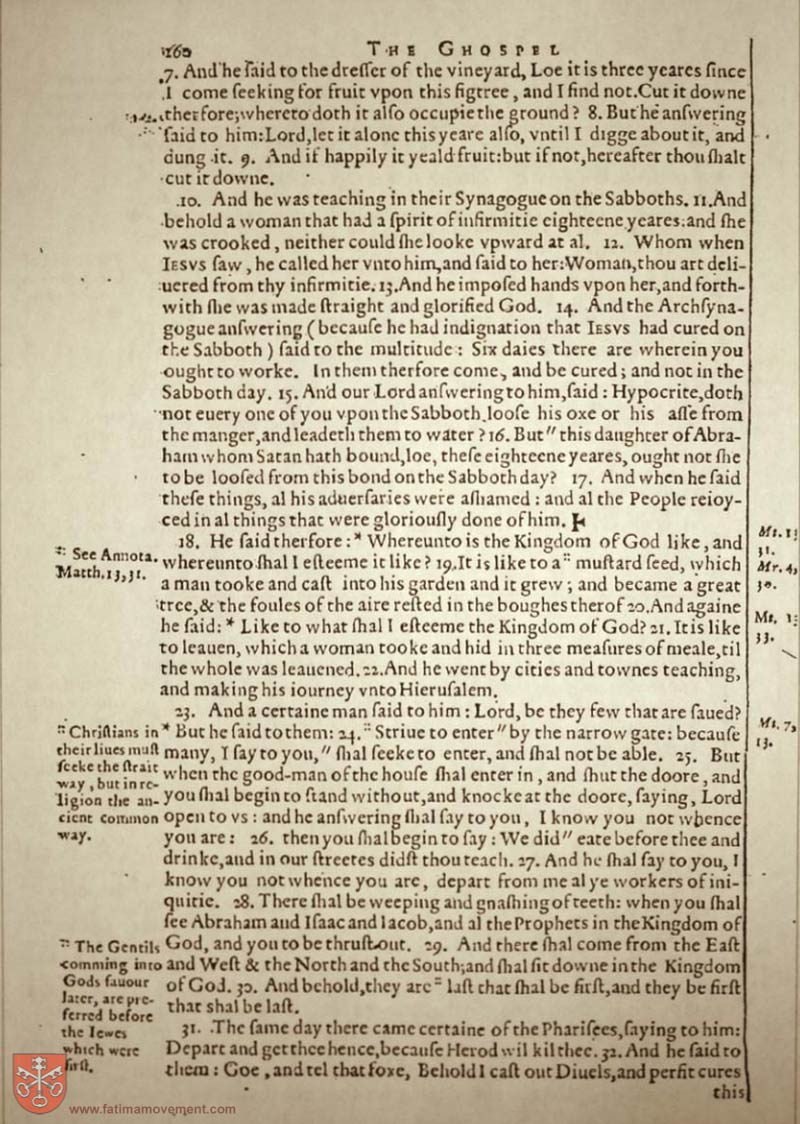 160 THE GHOSPEL
7. And he ſaid to the dreſſer of the vineyard, Loe it is three yeares ſince
I come ſeeking for fruit vpon this figtree, and I find not. Cut it downe
therfore; whereto doth it alſo occupie the ground? 8. But he anſwering
ſaid to him: Lord, let it alone this yeare alſo, vntil I digge about it, and
dung it. 9. And if happily it yeald fruit: but if not, hereafter thou ſhalt
cut it downe.
10. And he was teaching in their Synagogue on the Sabboths. 11. And
behold a woman that had a ſpirit of infirmitie eighteene yeares: and ſhe
was crooked, neither could ſhe looke vpward at al. 12. Whom when
IESVS ſaw, he called her vnto him, and ſaid to her: Woman, thou art deli-
uered from thy infirmitie. 13. And he impoſed hands vpon her, and forth-
with ſhe was made ſtraight and glorified God. 14. And the Archſyna-
gogue anſwering (becauſe he had indignation that IESVS had cured on
the Sabboth) ſaid to the multitude: Six daies there are wherein you
ought to worke. In them therfore come, and be cured; and not in the
Sabboth day. 15. And our Lord anſwering to him, ſaid: Hypocrite, doth
not euery one of you vpon the Sabboth looſe his oxe or his aſſe from
the manger, and leadeth them to water? 16. But" this daughter of Abra-
ham whom Satan hath bound, loe, theſe eighteene yeares, ought not ſhe
to be looſed from this bond on the Sabboth day? 17. And when he ſaid
theſe things, al his aduerſaries were aſhamed: and al the People reioy-
ced in al things that were glorioufly done of him.
18. He ſaid therfore:* Whereunto is the Kingdom of God like, and
whereunto ſhal I eſteeme it like? 19. It is like to a" muſtard ſeed, which
a man tooke and caſt into his garden and it grew; and became a great
tree, & the foules of the aire reſted in the boughes therof 20. And againe
he ſaid:* Like to what ſhal I eſteeme the Kingdom of God? 21. It is like
to leauen, which a woman tooke and hid in three meaſures of meale, til
the whole was leauened. 22. And he went by cities and townes teaching,
and making his iourney vnto Hieruſalem.
23. And a certaine man ſaid to him: Lord, be they few that are ſaued?
* But he ſaid to them: 24." Striue to enter" by the narrow gate: becauſe
many, I ſay to you," ſhal ſeeke to enter, and ſhal not be able. 25. But
when the good-man of the houſe ſhal enter in, and ſhut the doore, and
you ſhal begin to ſtand without, and knocke at the doore, ſaying, Lord
open to vs: and he anſwering ſhal ſay to you, I know you not whence
you are: 26. then you ſhal begin to ſay: We did" eate before thee and
drinke, and in our ſtreetes didſt thou teach. 27. And he ſhal ſay to you, I
know you not whence you are, depart from me al ye workers of ini-
quitie. 28. There ſhal be weeping and gnaſhing of teeth: when you ſhal
ſee Abraham and Iſaac and Iacob, and al the Prophets in the Kingdom of
God, and you to be thruſt out. 29. And there ſhal come from the Eaſt
and Weſt & the North and the South; and ſhal ſit downe in the Kingdom
of God. 30. And behold, they are" laſt that ſhal be firſt, and they be firſt
that shal be laſt.
31. The ſame day there came certaine of the Phariſees, ſaying to him:
Depart and get thee hence, becauſe Herod wil kil thee. 32. And he ſaid to
them: Goe, and tel that foxe, Behold I caſt out Diuels, and perfit cures
this
" See Annota.
Matth. 13, 31.
" Chriſtians in
their liues muſt
ſeeke the ſtrait
way, but in re-
ligion the an-
cient common
way.
" The Gentils
comming into
Gods fauour
later, are pre-
ferred before
the Iewes
which were
firſt.
Mt. 13
31.
Mr. 4,
30.
Mt. 13
33.
Mt. 7,
13.
www.fatimamovement.com